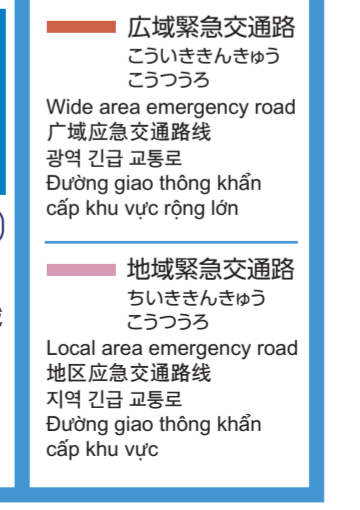 広域緊急交通路
こういききんきゅう
こうつうろ
Wide area emergency road
广域应急交通路线
광역 긴급 교통로
Đường giao thông khẩn
cấp khu vực rộng lớn
地域緊急交通路
ちいききんきゅう
こうつうろ
Local area emergency road
地区应急交通路线
지역 긴급 교통로
Đường giao thông khẩn
cấp khu vực